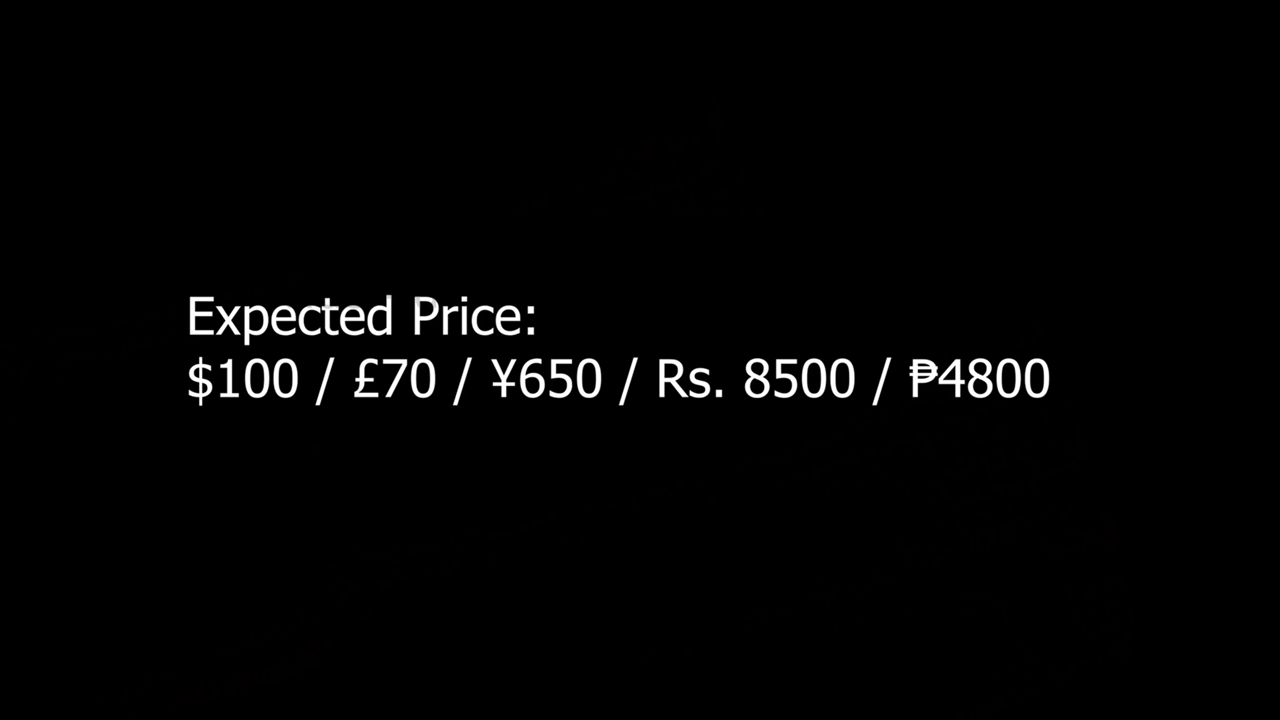 Expected Price:
$100 / £70 / ¥650 / Rs. 8500 / ₱4800